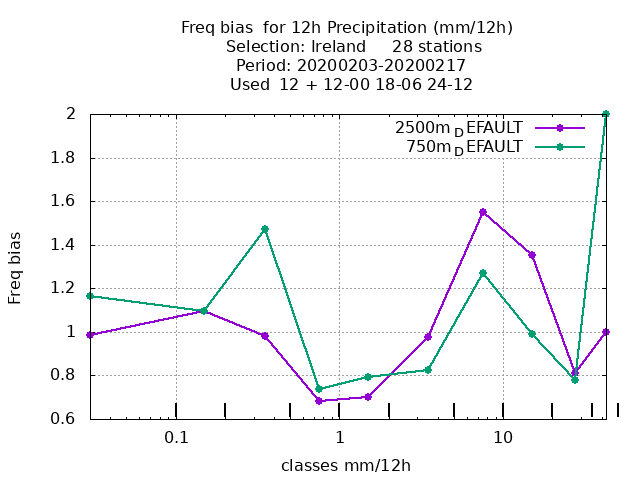 Freq bias  for 12h Precipitation (mm/12h)
Selection: Ireland     28 stations
Period: 20200203-20200217
Used  12 + 12-00 18-06 24-12
2500m_DEFAULT
750m_DEFAULT
2
1.8
1.6
1.4
1.2
1
0.8
0.6
Freq bias
0.1 1 10
classes mm/12h